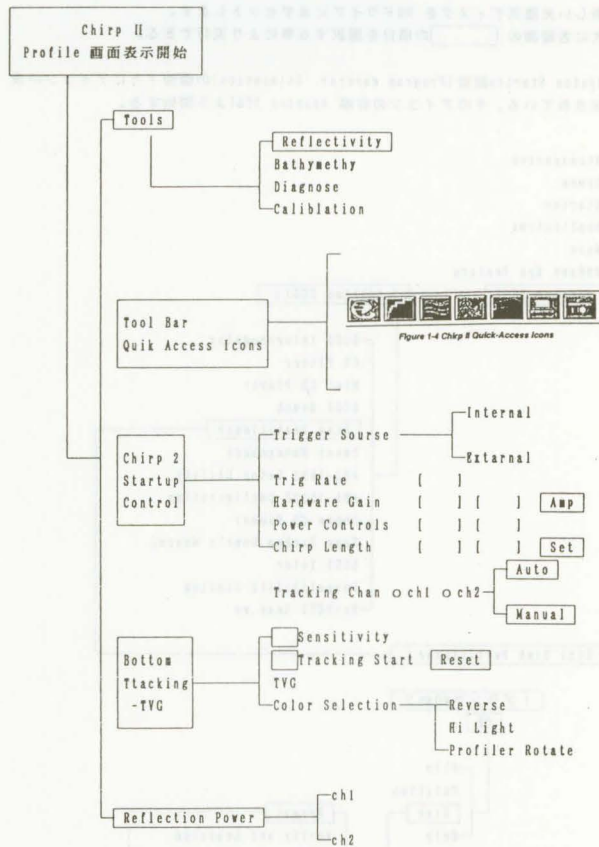 Chirp II
Profile 画面表示開始
Tools
Reflectivity
Bathymethy
Diagnose
Caliblation
Tool Bar
Quik Access Icons
Figure 1-4 Chirp II Quick-Access Icons
Chirp 2
Startup
Control
Trigger Sourse
Internal
Extarnal
Trig Rate [ ]
Hardware Gain [ ] [ ] Amp
Power Controls [ ] [ ]
Chirp Length [ ] [ ] Set
Tracking Chan ○ch1 ○ch2
Auto
Manual
Bottom
Ttacking
-TVG
Sensitivity
Tracking Start Reset
TVG
Color Selection
Reverse
Hi Light
Profiler Rotate
Reflection Power
ch1
ch2